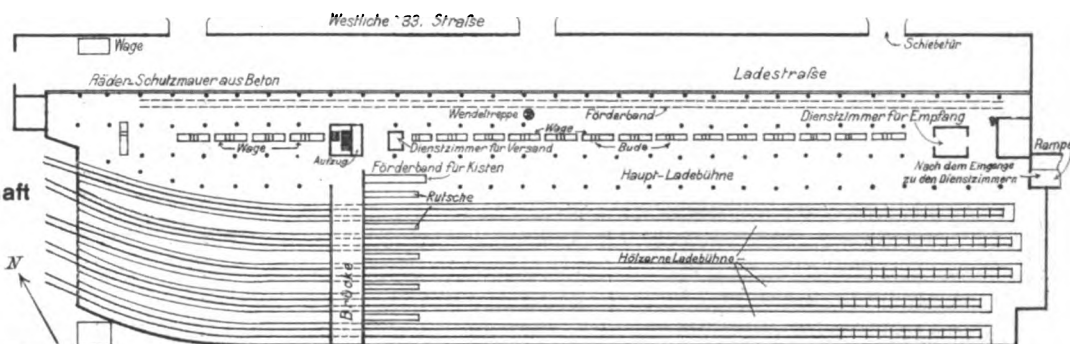 Westliche 33. Straße
Wage
Schiebetür
Räder-Schutzmauer aus Beton
Ladestraße
Wendeltreppe
Förderband
Dienstzimmer für Empfang
Wage
Wage
Aufzug
Dienstzimmer für Versand
Bude
Rampe
Förderband für Kisten
Haupt-Ladebühne
Nach dem Eingange
zu den Dienstzimmern
aft
Rutsche
N
Hölzerne Ladebühne
Brücke